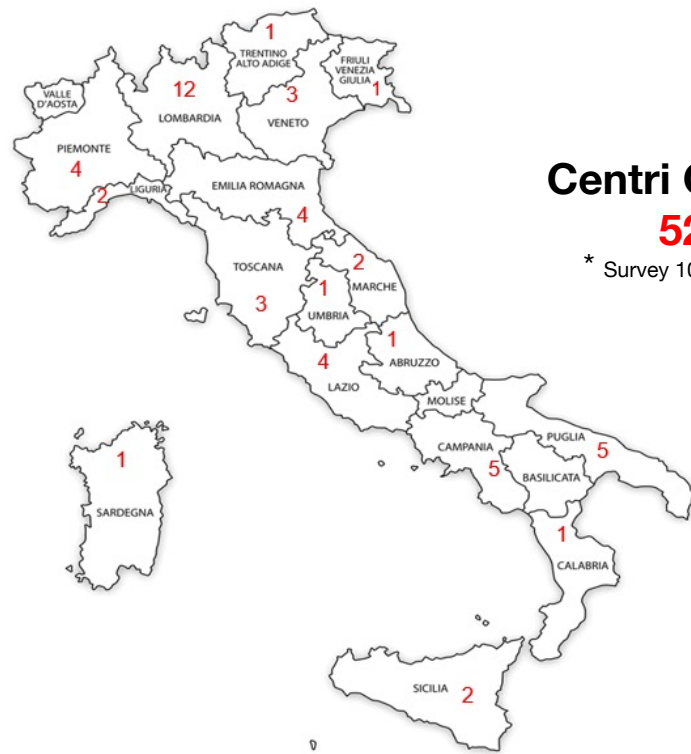 1
TRENTINO
ALTO ADIGE
FRIULI
VENEZIA
GIULIA
1
VALLE
D'AOSTA
12
LOMBARDIA
3
VENETO
PIEMONTE
4
2
LIGURIA
EMILIA ROMAGNA
4
Centri
52
* Survey 10
TOSCANA
3
2
MARCHE
1
UMBRIA
1
ABRUZZO
4
LAZIO
MOLISE
CAMPANIA
5
PUGLIA
5
BASILICATA
1
SARDEGNA
1
CALABRIA
SICILIA 2